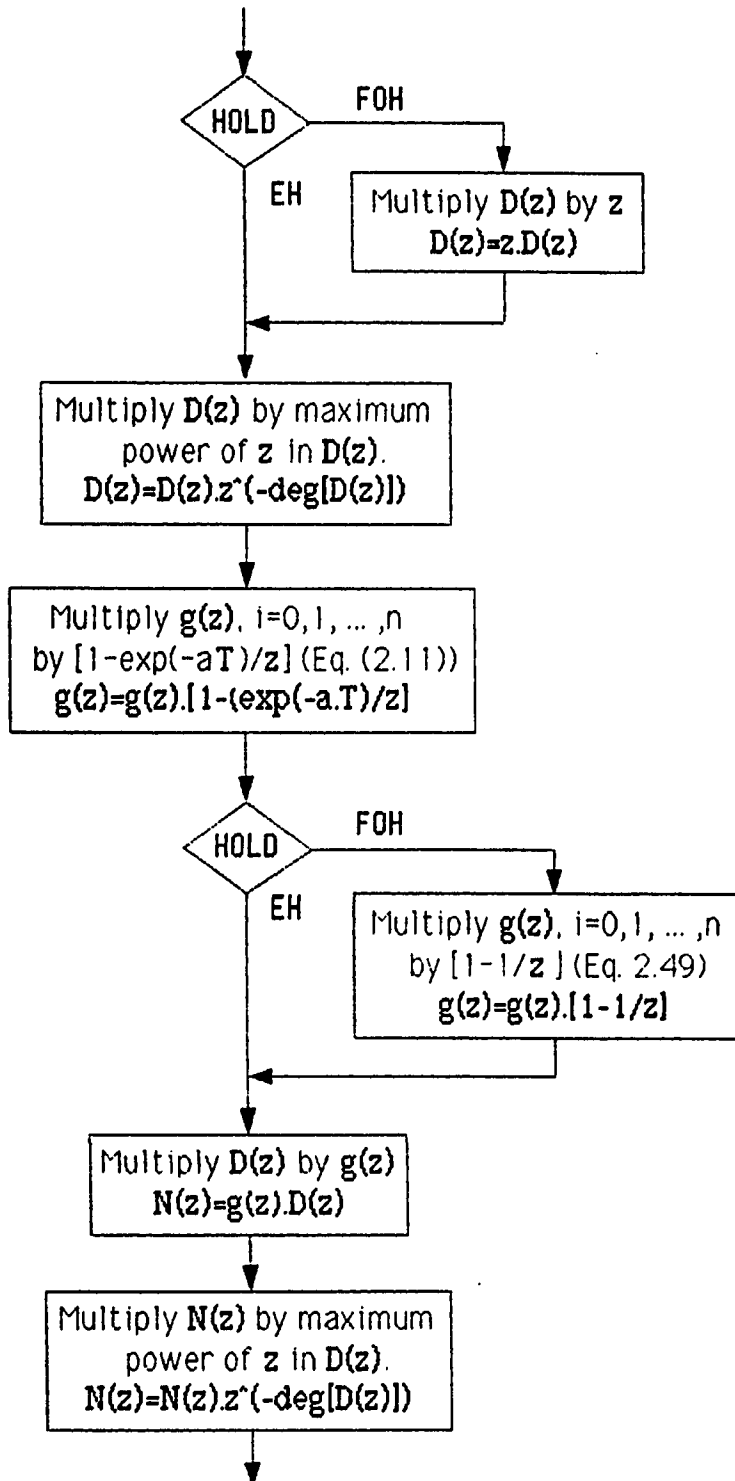 HOLD
FOH
EH
Multiply D(z) by z
D(z)=z.D(z)
Multiply D(z) by maximum
power of z in D(z).
D(z)=D(z).z^(-deg[D(z)])
Multiply g(z), i=0,1, ... ,n
by [1-exp(-aT)/z] (Eq. (2.11))
g(z)=g(z).[1-(exp(-a.T)/z]
HOLD
FOH
EH
Multiply g(z), i=0,1, ... ,n
by [1-1/z ] (Eq. 2.49)
g(z)=g(z).[1-1/z]
Multiply D(z) by g(z)
N(z)=g(z).D(z)
Multiply N(z) by maximum
power of z in D(z).
N(z)=N(z).z^(-deg[D(z)])